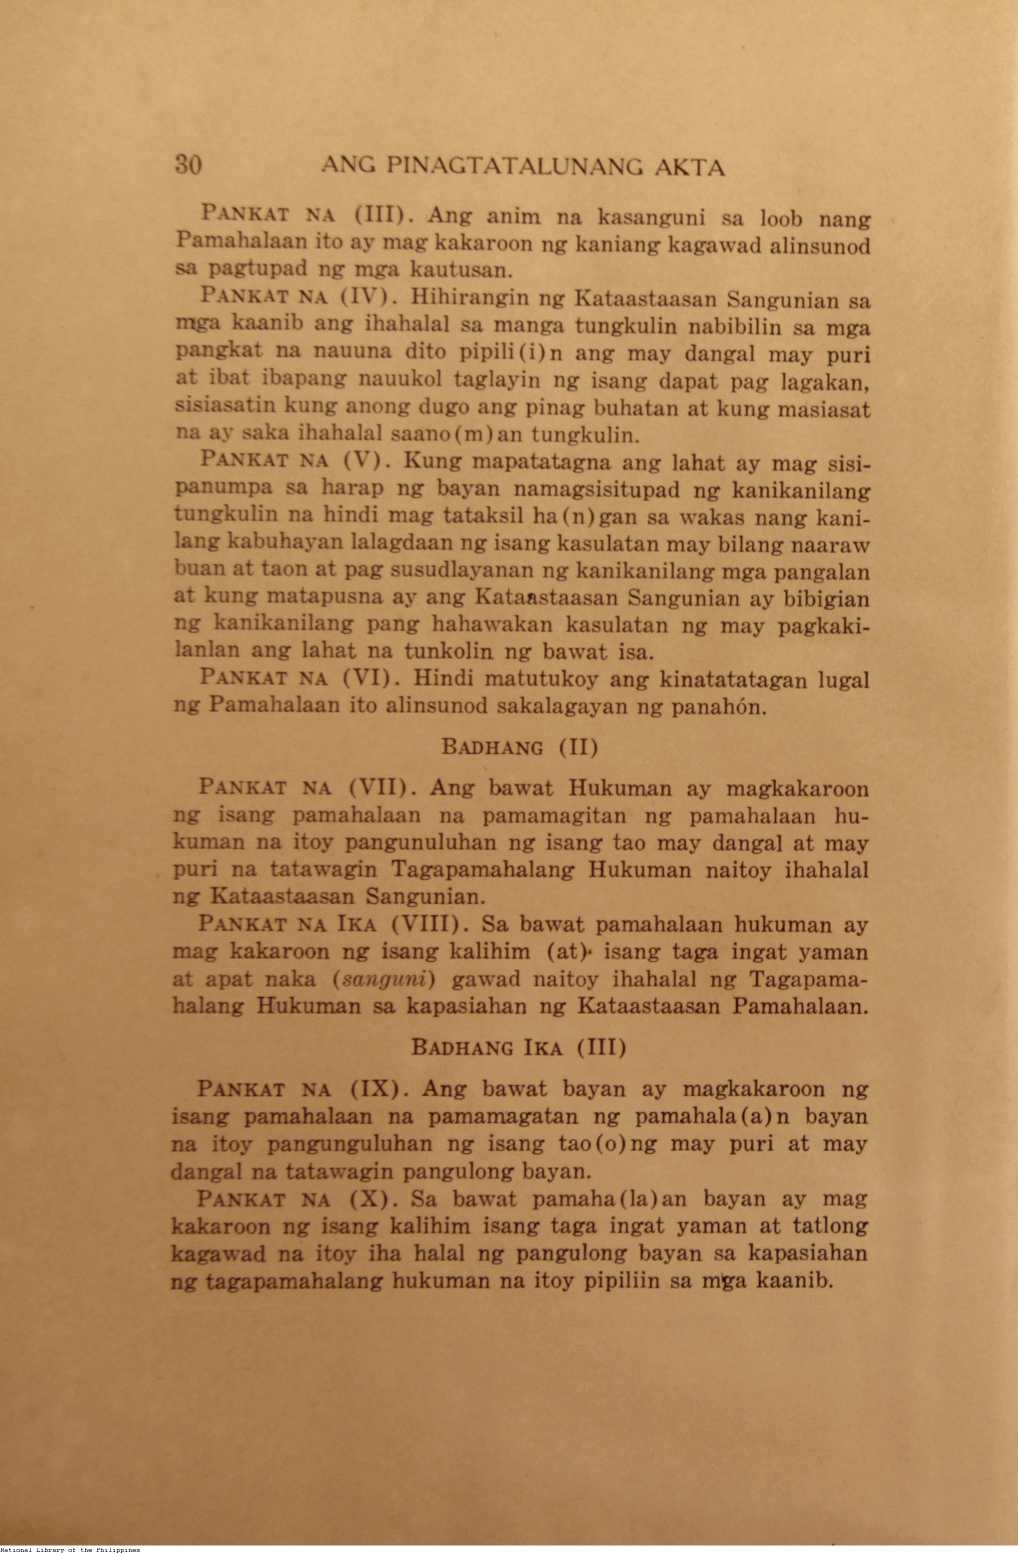 30 ANG PINAGTATALUNANG AKTA
PANKAT NA (III). Ang anim na kasanguni sa loob nang
Pamahalaan ito ay mag kakaroon ng kaniang kagawad alinsunod
sa pagtupad ng mga kautusan.
PANKAT NA (IV). Hihirangin ng Kataastaasan Sangunian sa
mga kaanib ang ihahalal sa manga tungkulin nabibilin sa mga
pangkat na nauuna dito pipili(i)n ang may dangal may puri
at ibat ibapang nauukol taglayin ng isang dapat pag lagakan,
sisiasatin kung anong dugo ang pinag buhatan at kung masiasat
na ay saka ihahalal saano(m)an tungkulin.
PANKAT NA (V). Kung mapatatagna ang lahat ay mag sisi-
panumpa sa harap ng bayan namagsisitupad ng kanikanilang
tungkulin na hindi mag tataksil ha(n)gan sa wakas nang kani-
lang kabuhayan lalagdaan ng isang kasulatan may bilang naaraw
buan at taon at pag susudlayanan ng kanikanilang mga pangalan
at kung matapusna ay ang Kataastaasan Sangunian ay bibigian
ng kanikanilang pang hahawakan kasulatan ng may pagkaki-
lanlan ang lahat na tunkolin ng bawat isa.
PANKAT NA (VI). Hindi matutukoy ang kinatatatagan lugal
ng Pamahalaan ito alinsunod sakalagayan ng panahón.
BADHANG (II)
PANKAT NA (VII). Ang bawat Hukuman ay magkakaroon
ng isang pamahalaan na pamamagitan ng pamahalaan hu-
kuman na itoy pangunuluhan ng isang tao may dangal at may
puri na tatawagin Tagapamahalang Hukuman naitoy ihahalal
ng Kataastaasan Sangunian.
PANKAT NA IKA (VIII). Sa bawat pamahalaan hukuman ay
mag kakaroon ng isang kalihim (at) isang taga ingat yaman
at apat naka (sanguni) gawad naitoy ihahalal ng Tagapama-
halang Hukuman sa kapasiahan ng Kataastaasan Pamahalaan.
BADHANG IKA (III)
PANKAT NA (IX). Ang bawat bayan ay magkakaroon ng
isang pamahalaan na pamamagatan ng pamahala(a)n bayan
na itoy pangunguluhan ng isang tao(o)ng may puri at may
dangal na tatawagin pangulong bayan.
PANKAT NA (X). Sa bawat pamaha(la)an bayan ay mag
kakaroon ng isang kalihim isang taga ingat yaman at tatlong
kagawad na itoy iha halal ng pangulong bayan sa kapasiahan
ng tagapamahalang hukuman na itoy pipiliin sa mga kaanib.
National Library of the Philippines